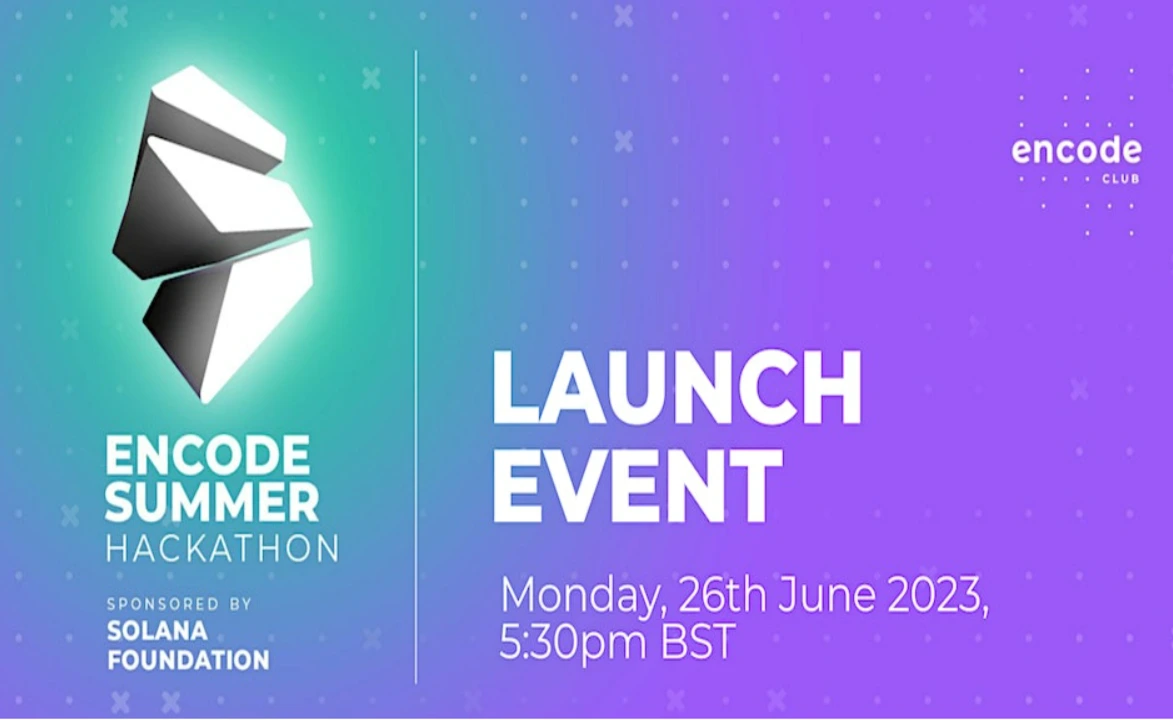 ENCODE
SUMMER
HACKATHON
SPONSORED BY
SOLANA
FOUNDATION
encode
CLUB
LAUNCH
EVENT
Monday, 26th June 2023,
5:30pm BST